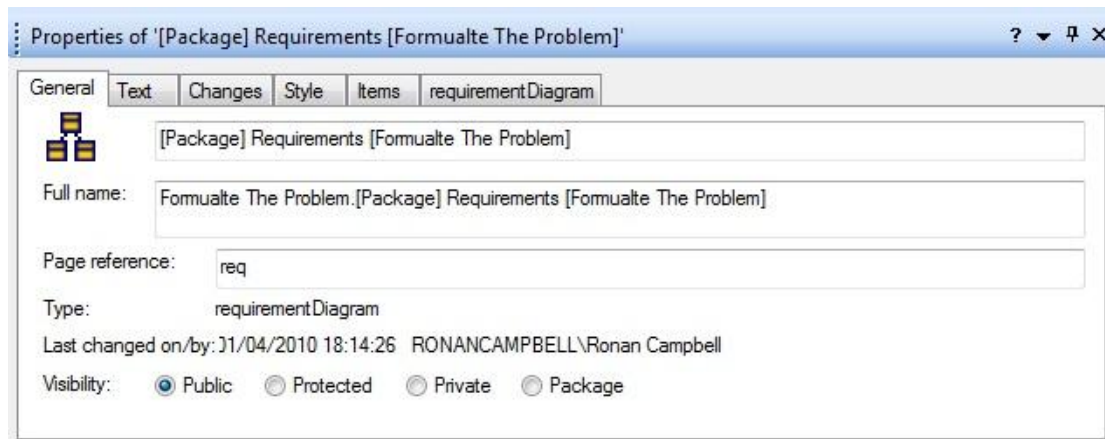 Properties of '[Package] Requirements [Formualte The Problem]' ?
General Text Changes Style Items requirementDiagram
[Package] Requirements [Formualte The Problem]
Full name: Formualte The Problem.[Package] Requirements [Formualte The Problem]
Page reference: req
Type: requirementDiagram
Last changed on/by: 01/04/2010 18:14:26 RONANCAMPBELL\Ronan Campbell
Visibility: Public Protected Private Package